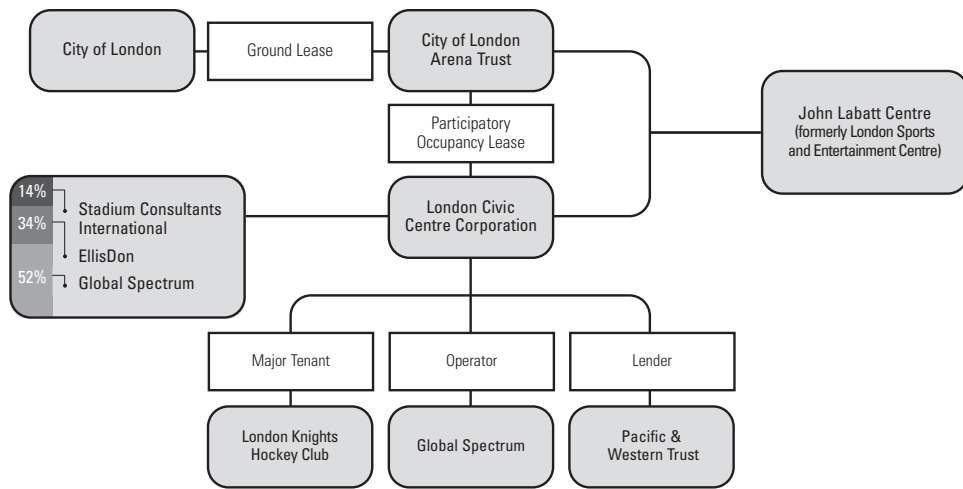 City of London
Ground Lease
City of London
Arena Trust
John Labatt Centre
(formerly London Sports
and Entertainment Centre)
Participatory
Occupancy Lease
14%
Stadium Consultants
International
34%
EllisDon
52%
Global Spectrum
London Civic
Centre Corporation
Major Tenant
Operator
Lender
London Knights
Hockey Club
Global Spectrum
Pacific &
Western Trust